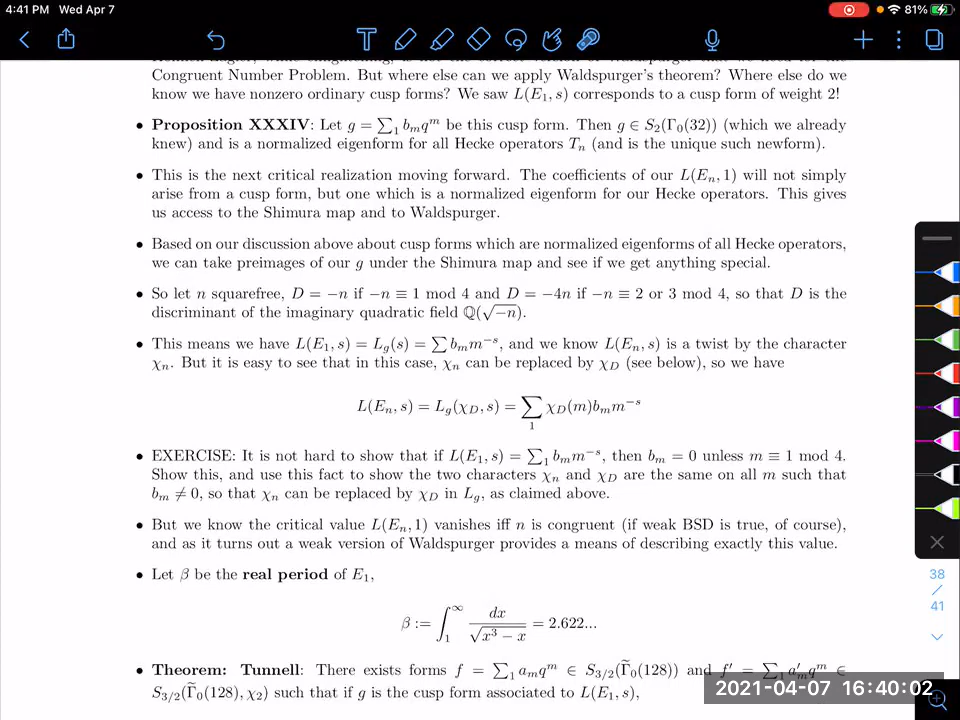 4:41 PM Wed Apr 7
81%
Congruent Number Problem. But where else can we apply Waldspurger's theorem? Where else do we
know we have nonzero ordinary cusp forms? We saw L(E₁, s) corresponds to a cusp form of weight 2!
• Proposition XXXIV: Let g = ∑₁ bₘqᵐ be this cusp form. Then g ∈ S₂(Γ₀(32)) (which we already
knew) and is a normalized eigenform for all Hecke operators Tₙ (and is the unique such newform).
• This is the next critical realization moving forward. The coefficients of our L(Eₙ, 1) will not simply
arise from a cusp form, but one which is a normalized eigenform for our Hecke operators. This gives
us access to the Shimura map and to Waldspurger.
• Based on our discussion above about cusp forms which are normalized eigenforms of all Hecke operators,
we can take preimages of our g under the Shimura map and see if we get anything special.
• So let n squarefree, D = −n if −n ≡ 1 mod 4 and D = −4n if −n ≡ 2 or 3 mod 4, so that D is the
discriminant of the imaginary quadratic field ℚ(√−n).
• This means we have L(E₁, s) = L_g(s) = ∑ bₘm⁻ˢ, and we know L(Eₙ, s) is a twist by the character
χₙ. But it is easy to see that in this case, χₙ can be replaced by χ_D (see below), so we have
L(Eₙ, s) = L_g(χ_D, s) = ∑₁ χ_D(m)bₘm⁻ˢ
• EXERCISE: It is not hard to show that if L(E₁, s) = ∑₁ bₘm⁻ˢ, then bₘ = 0 unless m ≡ 1 mod 4.
Show this, and use this fact to show the two characters χₙ and χ_D are the same on all m such that
bₘ ≠ 0, so that χₙ can be replaced by χ_D in L_g, as claimed above.
• But we know the critical value L(Eₙ, 1) vanishes iff n is congruent (if weak BSD is true, of course),
and as it turns out a weak version of Waldspurger provides a means of describing exactly this value.
• Let β be the real period of E₁,
β := ∫₁^∞ dx / √(x³ − x) = 2.622...
• Theorem: Tunnell: There exists forms f = ∑₁ aₘqᵐ ∈ S₃/₂(Γ̃₀(128)) and f′ = ∑₁ a′ₘqᵐ ∈
S₃/₂(Γ̃₀(128), χ₂) such that if g is the cusp form associated to L(E₁, s),
38
/
41
2021-04-07 16:40:02